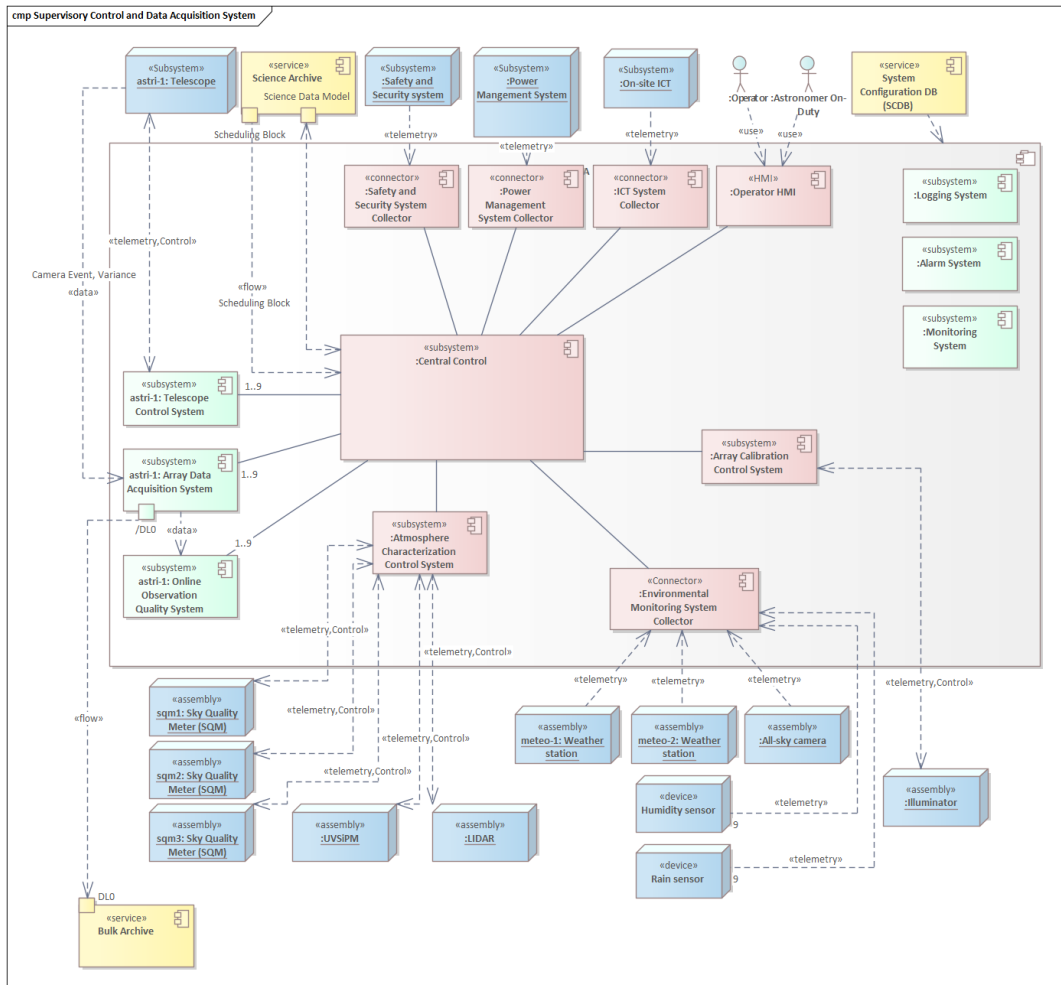 cmp Supervisory Control and Data Acquisition System
«Subsystem»
astri-1: Telescope
«service»
Science Archive
Science Data Model
Scheduling Block
«Subsystem»
:Safety and
Security system
«Subsystem»
:Power
Mangement System
«Subsystem»
:On-site ICT
:Operator
:Astronomer On-
Duty
«service»
System
Configuration DB
(SCDB)
«telemetry»
«telemetry»
«telemetry»
«use»
«use»
A
«connector»
:Safety and
Security System
Collector
«connector»
:Power
Management
System Collector
«connector»
:ICT System
Collector
«HMI»
:Operator HMI
«subsystem»
:Logging System
«subsystem»
:Alarm System
«subsystem»
:Monitoring
System
«telemetry,Control»
Camera Event, Variance
«data»
«flow»
Scheduling Block
«subsystem»
:Central Control
«subsystem»
astri-1: Telescope
Control System
1..9
«subsystem»
astri-1: Array Data
Acquisition System
1..9
/DL0
«data»
«subsystem»
astri-1: Online
Observation
Quality System
1..9
«subsystem»
:Array Calibration
Control System
«subsystem»
:Atmosphere
Characterization
Control System
«Connector»
:Environmental
Monitoring System
Collector
«telemetry,Control»
«telemetry,Control»
«telemetry,Control»
«telemetry,Control»
«telemetry,Control»
«telemetry»
«telemetry»
«telemetry»
«telemetry,Control»
«flow»
«assembly»
sqm1: Sky Quality
Meter (SQM)
«assembly»
sqm2: Sky Quality
Meter (SQM)
«assembly»
sqm3: Sky Quality
Meter (SQM)
«assembly»
:UVSiPM
«assembly»
:LIDAR
«assembly»
meteo-1: Weather
station
«assembly»
meteo-2: Weather
station
«assembly»
:All-sky camera
«device»
Humidity sensor
9
«telemetry»
«device»
Rain sensor
9
«telemetry»
«assembly»
:Illuminator
DL0
«service»
Bulk Archive